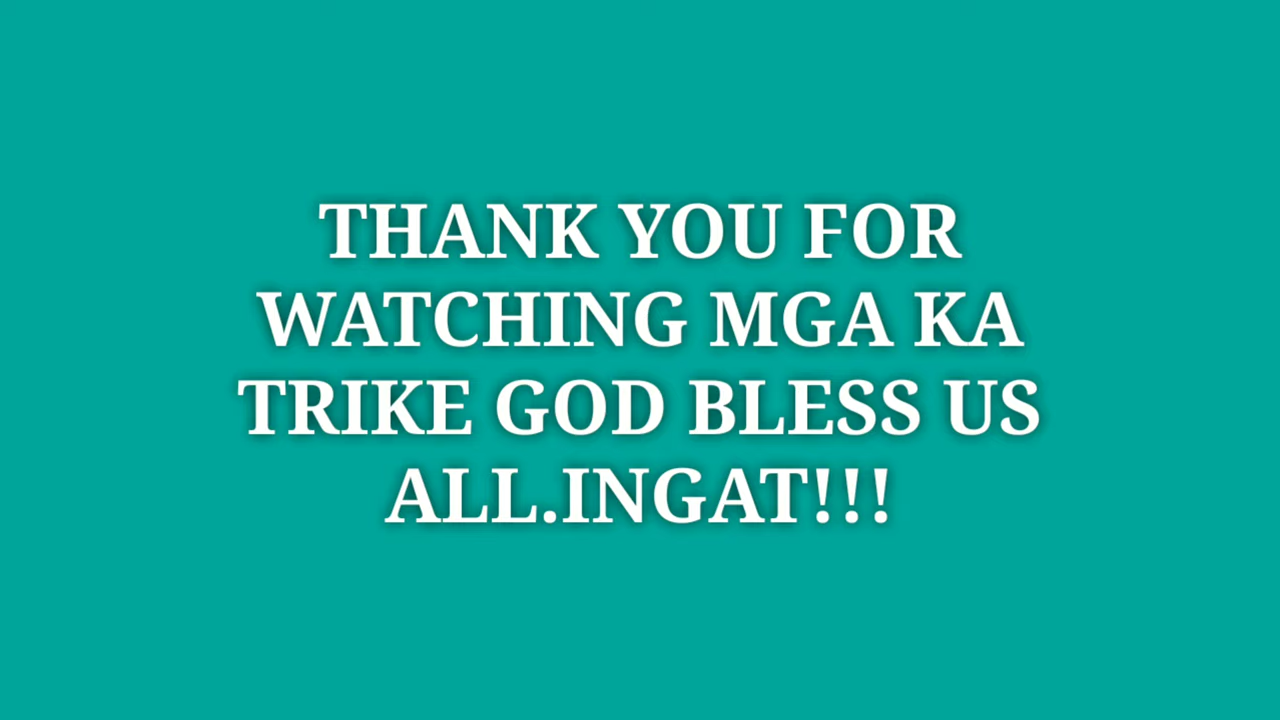 THANK YOU FOR
WATCHING MGA KA
TRIKE GOD BLESS US
ALL.INGAT!!!